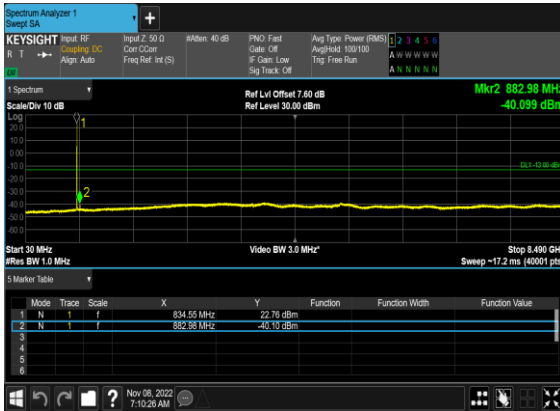 Spectrum Analyzer 1
Swept SA
+
KEYSIGHT
R T
LXI
Input: RF
Coupling: DC
Align: Auto
Input Z: 50 Ω
Corr CCorr
Freq Ref: Int (S)
#Atten: 40 dB
PNO: Fast
Gate: Off
IF Gain: Low
Sig Track: Off
Avg Type: Power (RMS)
Avg|Hold: 100/100
Trig: Free Run
1 2 3 4 5 6
A W W W W W
A N N N N N
1 Spectrum
Scale/Div 10 dB
Log
Ref Lvl Offset 7.60 dB
Ref Level 30.00 dBm
Mkr2 882.98 MHz
-40.099 dBm
20.0
10.0
0.00
-10.0
-20.0
-30.0
-40.0
-50.0
-60.0
1
2
DL1 -13.00 dBm
Start 30 MHz
#Res BW 1.0 MHz
Video BW 3.0 MHz*
Stop 8.490 GHz
Sweep ~17.2 ms (40001 pts)
5 Marker Table
Mode Trace Scale X Y Function Function Width Function Value
1 N 1 f 834.55 MHz 22.76 dBm
2 N 1 f 882.98 MHz -40.10 dBm
3
4
5
6
?
Nov 08, 2022
7:10:26 AM